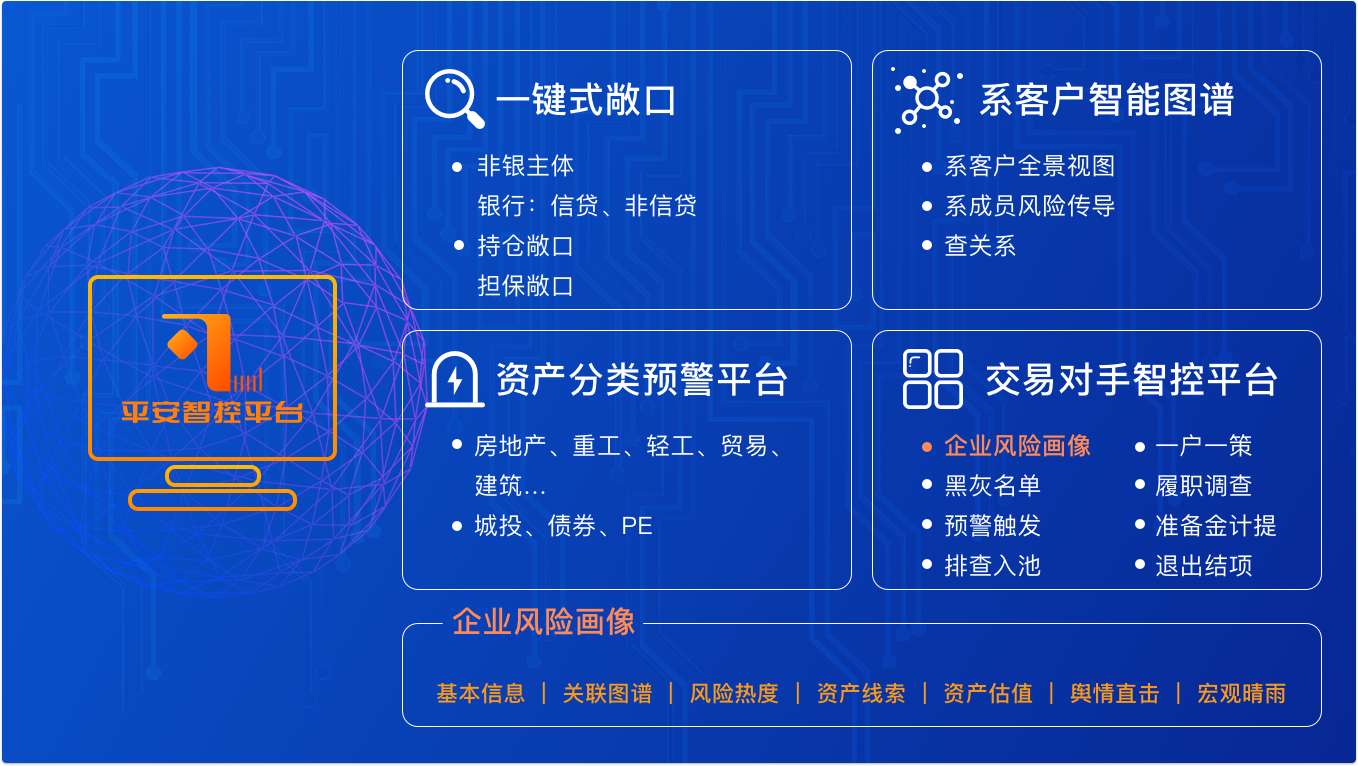 平安智控平台
一键式敞口
非银主体
银行：信贷、非信贷
持仓敞口
担保敞口
系客户智能图谱
系客户全景视图
系成员风险传导
查关系
资产分类预警平台
房地产、重工、轻工、贸易、
建筑...
城投、债券、PE
交易对手智控平台
企业风险画像
黑灰名单
预警触发
排查入池
一户一策
履职调查
准备金计提
退出结项
企业风险画像
基本信息 | 关联图谱 | 风险热度 | 资产线索 | 资产估值 | 舆情直击 | 宏观晴雨